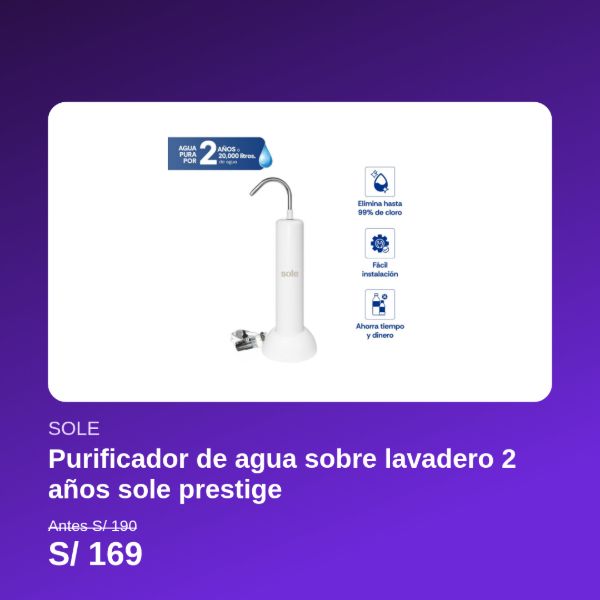 AGUA PURA POR 2 AÑOS o 20,000 litros. de agua
sole
Elimina hasta
99% de cloro
Fácil
instalación
Ahorra tiempo
y dinero
SOLE
Purificador de agua sobre lavadero 2
años sole prestige
Antes S/ 190
S/ 169